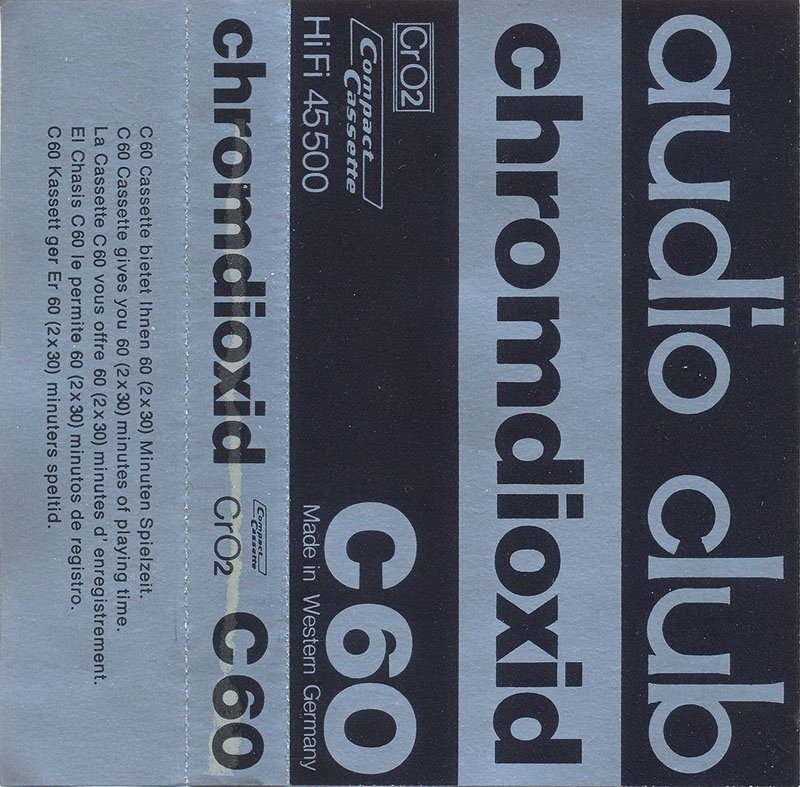 audio club
chromdioxid
CrO2
Compact
Cassette
HiFi 45500
C60
Made in Western Germany
chromdioxid CrO2
Compact
Cassette
C60
C60 Cassette bietet Ihnen 60 (2x30) Minuten Spielzeit.
C60 Cassette gives you 60 (2x30) minutes of playing time.
La Cassette C60 vous offre 60 (2x30) minutes d' enregistrement.
El Chasis C60 le permite 60 (2x30) minutos de registro.
C60 Kassett ger Er 60 (2x30) minuters speltid.